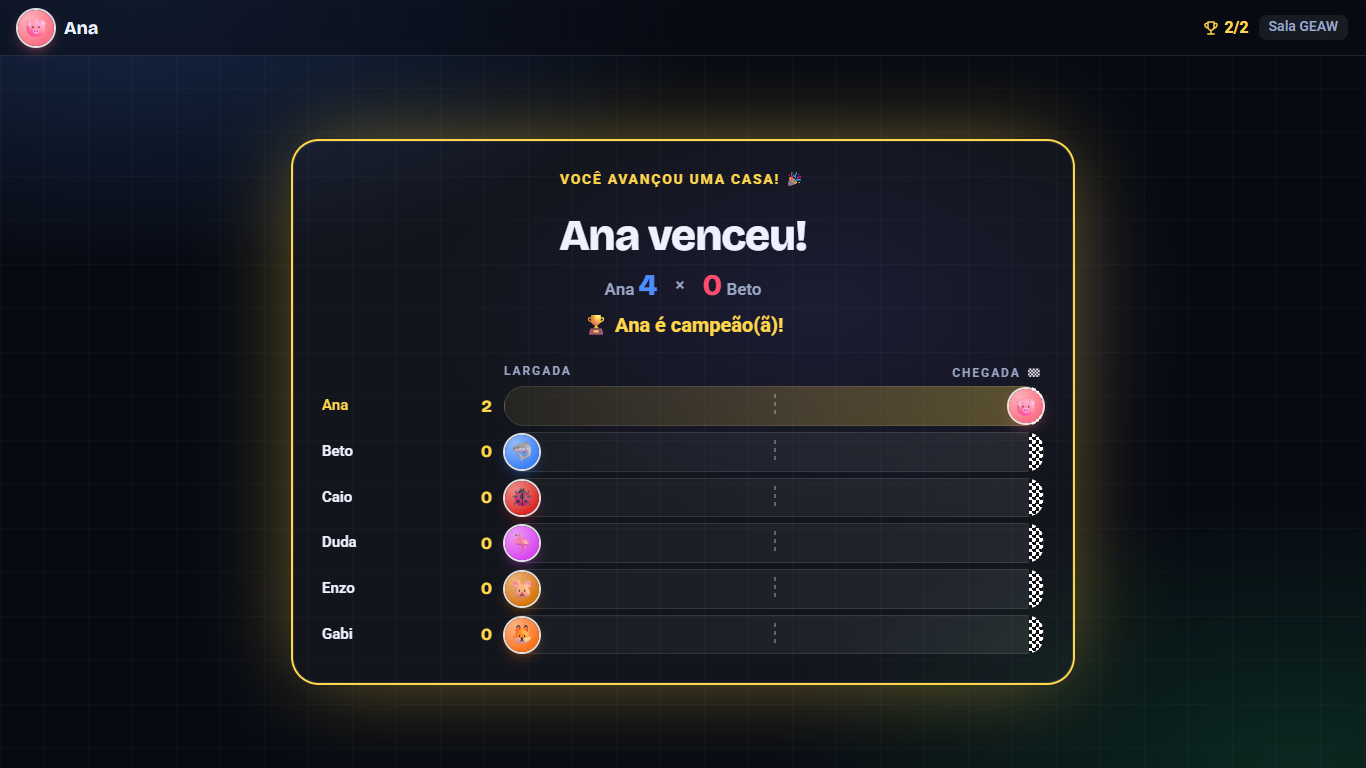 Ana
2/2
Sala GEAW
VOCÊ AVANÇOU UMA CASA! 🎉
Ana venceu!
Ana 4 × 0 Beto
🏆 Ana é campeão(ã)!
LARGADA
CHEGADA 🏁
Ana 2
Beto 0
Caio 0
Duda 0
Enzo 0
Gabi 0